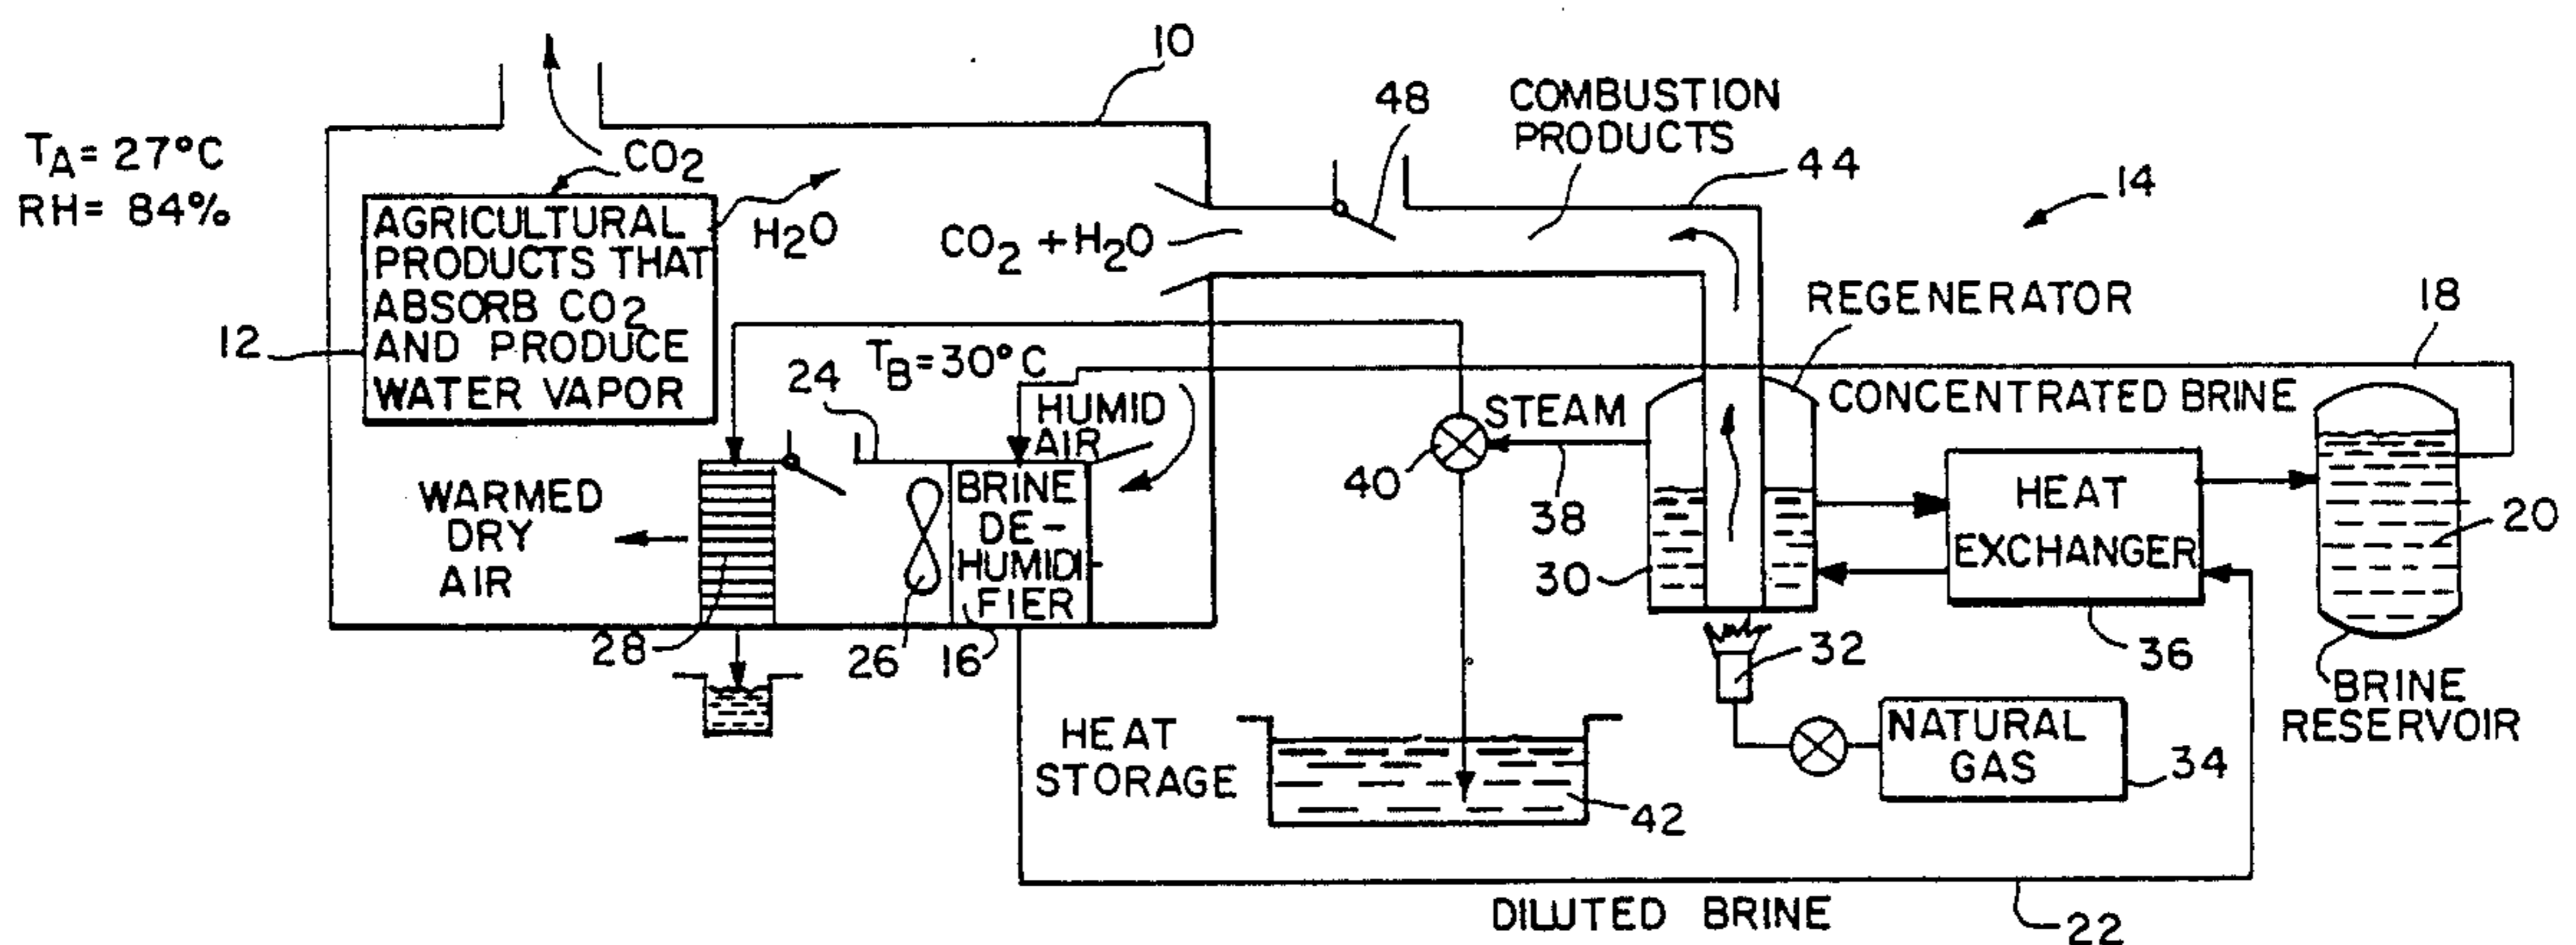 10
COMBUSTION
PRODUCTS
48
44
14
TA= 27°C
RH= 84%
CO2
AGRICULTURAL
PRODUCTS THAT
ABSORB CO2
AND PRODUCE
WATER VAPOR
H2O
CO2 + H2O
REGENERATOR
18
12
TB= 30°C
24
HUMID
AIR
STEAM
CONCENTRATED BRINE
40
38
WARMED
DRY
AIR
BRINE
DE-
HUMIDI
FIER
30
HEAT
EXCHANGER
20
28
26
16
32
36
BRINE
RESERVOIR
HEAT
STORAGE
42
NATURAL
GAS
34
DILUTED BRINE
22